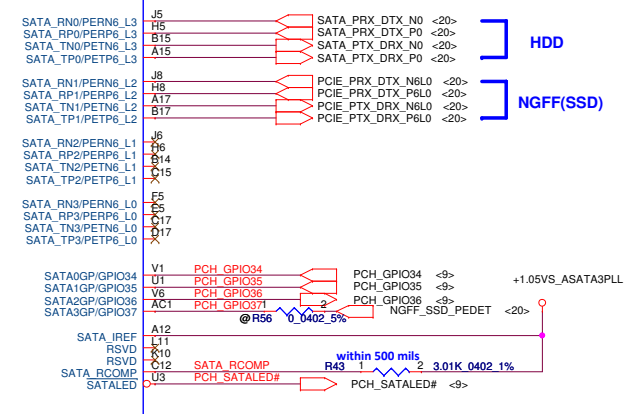 SATA_RN0/PERN6_L3 J5 SATA_PRX_DTX_N0 <20>
SATA_RP0/PERP6_L3 H5 SATA_PRX_DTX_P0 <20>
SATA_TN0/PETN6_L3 B15 SATA_PTX_DRX_N0 <20>
SATA_TP0/PETP6_L3 A15 SATA_PTX_DRX_P0 <20>
HDD
SATA_RN1/PERN6_L2 J8 PCIE_PRX_DTX_N6L0 <20>
SATA_RP1/PERP6_L2 H8 PCIE_PRX_DTX_P6L0 <20>
SATA_TN1/PETN6_L2 A17 PCIE_PTX_DRX_N6L0 <20>
SATA_TP1/PETP6_L2 B17 PCIE_PTX_DRX_P6L0 <20>
NGFF(SSD)
SATA_RN2/PERN6_L1 J6
SATA_RP2/PERP6_L1 H6
SATA_TN2/PETN6_L1 B14
SATA_TP2/PETP6_L1 C15
SATA_RN3/PERN6_L0 F5
SATA_RP3/PERP6_L0 E5
SATA_TN3/PETN6_L0 C17
SATA_TP3/PETP6_L0 D17
SATA0GP/GPIO34 V1 PCH_GPIO34 PCH_GPIO34 <9>
SATA1GP/GPIO35 U1 PCH_GPIO35 PCH_GPIO35 <9>
SATA2GP/GPIO36 V6 PCH_GPIO36 PCH_GPIO36 <9>
SATA3GP/GPIO37 AC1 PCH_GPIO37 1 2 NGFF_SSD_PEDET <20>
@ R56 0_0402_5%
+1.05VS_ASATA3PLL
SATA_IREF A12
RSVD L11
RSVD K10
within 500 mils
SATA_RCOMP C12 SATA_RCOMP R43 1 2 3.01K_0402_1%
SATALED U3 PCH_SATALED# PCH_SATALED# <9>